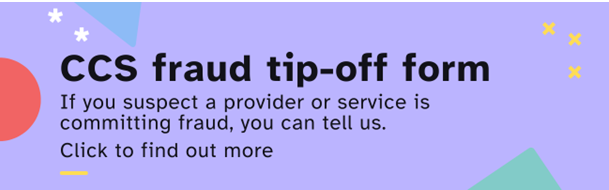 CCS fraud tip-off form
If you suspect a provider or service is
committing fraud, you can tell us.
Click to find out more